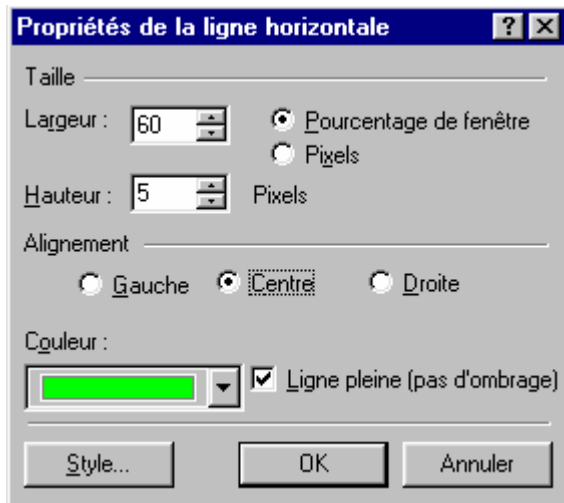 Propriétés de la ligne horizontale
Taille
Largeur : 60 Pourcentage de fenêtre
Pixels
Hauteur : 5 Pixels
Alignement
Gauche Centre Droite
Couleur :
Ligne pleine (pas d'ombrage)
Style... OK Annuler